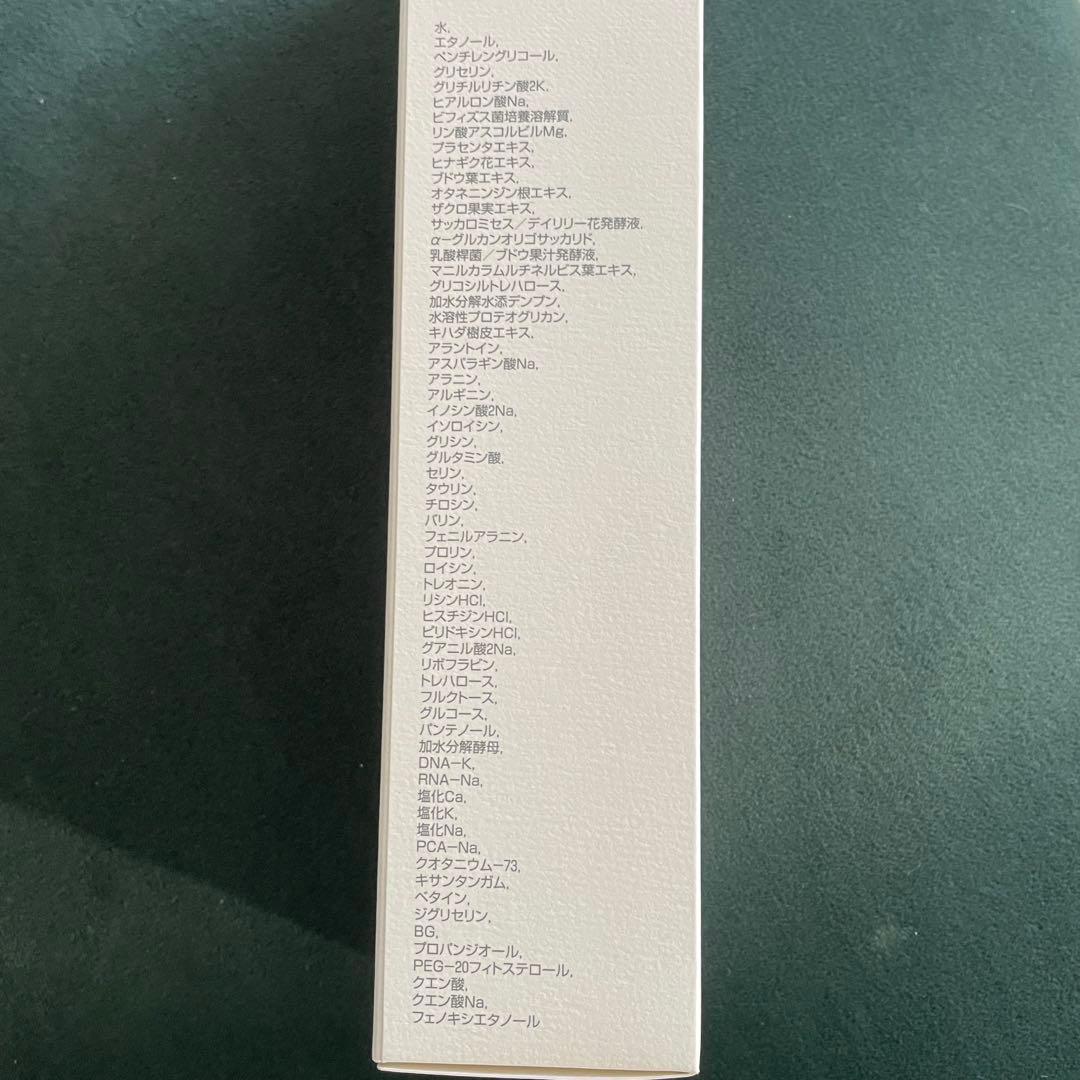 水,
エタノール,
ペンチレングリコール,
グリセリン,
グリチルリチン酸2K,
ヒアルロン酸Na,
ビフィズス菌培養溶解質,
リン酸アスコルビルMg,
プラセンタエキス,
ヒナギク花エキス,
ブドウ葉エキス,
オタネニンジン根エキス,
ザクロ果実エキス,
サッカロミセス／デイリリー花発酵液,
α−グルカンオリゴサッカリド,
乳酸桿菌／ブドウ果汁発酵液,
マニルカラムルチネルビス葉エキス,
グリコシルトレハロース,
加水分解水添デンプン,
水溶性プロテオグリカン,
キハダ樹皮エキス,
アラントイン,
アスパラギン酸Na,
アラニン,
アルギニン,
イノシン酸2Na,
イソロイシン,
グリシン,
グルタミン酸,
セリン,
タウリン,
チロシン,
バリン,
フェニルアラニン,
プロリン,
ロイシン,
トレオニン,
リシンHCl,
ヒスチジンHCl,
ピリドキシンHCl,
グアニル酸2Na,
リボフラビン,
トレハロース,
フルクトース,
グルコース,
パンテノール,
加水分解酵母,
DNA−K,
RNA−Na,
塩化Ca,
塩化K,
塩化Na,
PCA−Na,
クオタニウム−73,
キサンタンガム,
ベタイン,
ジグリセリン,
BG,
プロパンジオール,
PEG−20フィトステロール,
クエン酸,
クエン酸Na,
フェノキシエタノール